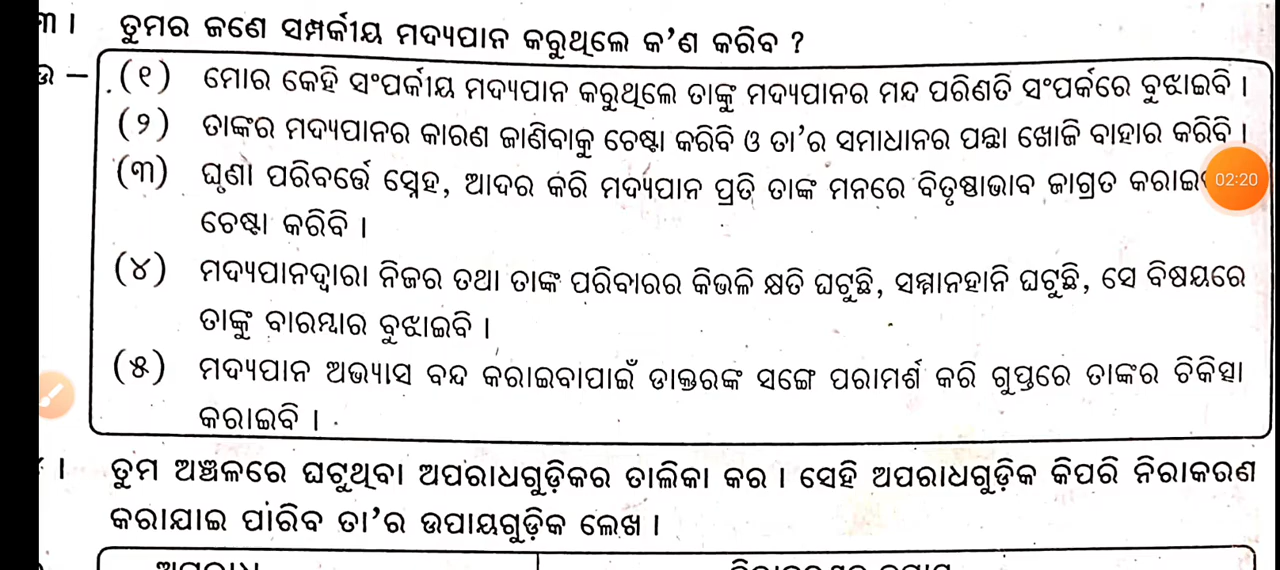 ୩। ତୁମର ଜଣେ ସମ୍ପର୍କୀୟ ମଦ୍ୟପାନ କରୁଥିଲେ କ’ଣ କରିବ ?
ଉ – (୧) ମୋର କେହି ସଂପର୍କୀୟ ମଦ୍ୟପାନ କରୁଥିଲେ ତାଙ୍କୁ ମଦ୍ୟପାନର ମନ୍ଦ ପରିଣତି ସଂପର୍କରେ ବୁଝାଇବି।
(୨) ତାଙ୍କର ମଦ୍ୟପାନର କାରଣ ଜାଣିବାକୁ ଚେଷ୍ଟା କରିବି ଓ ତା’ର ସମାଧାନର ପନ୍ଥା ଖୋଜି ବାହାର କରିବି।
(୩) ଘୃଣା ପରିବର୍ତ୍ତେ ସ୍ନେହ, ଆଦର କରି ମଦ୍ୟପାନ ପ୍ରତି ତାଙ୍କ ମନରେ ବିତୃଷ୍ଣାଭାବ ଜାଗ୍ରତ
02:20
ଚେଷ୍ଟା କରିବି।
(୪) ମଦ୍ୟପାନଦ୍ୱାରା ନିଜର ତଥା ତାଙ୍କ ପରିବାରର କିଭଳି କ୍ଷତି ଘଟୁଛି, ସମ୍ମାନହାନି ଘଟୁଛି, ସେ ବିଷୟରେ
ତାଙ୍କୁ ବାରମ୍ବାର ବୁଝାଇବି।
(୫) ମଦ୍ୟପାନ ଅଭ୍ୟାସ ବନ୍ଦ କରାଇବାପାଇଁ ଡାକ୍ତରଙ୍କ ସଙ୍ଗେ ପରାମର୍ଶ କରି ଗୁପ୍ତରେ ତାଙ୍କର ଚିକିତ୍ସା
କରାଇବି।
। ତୁମ ଅଞ୍ଚଳରେ ଘଟୁଥିବା ଅପରାଧଗୁଡ଼ିକର ତାଲିକା କର। ସେହି ଅପରାଧଗୁଡ଼ିକ କିପରି ନିରାକରଣ
କରାଯାଇ ପାରିବ ତା’ର ଉପାୟଗୁଡ଼ିକ ଲେଖ।